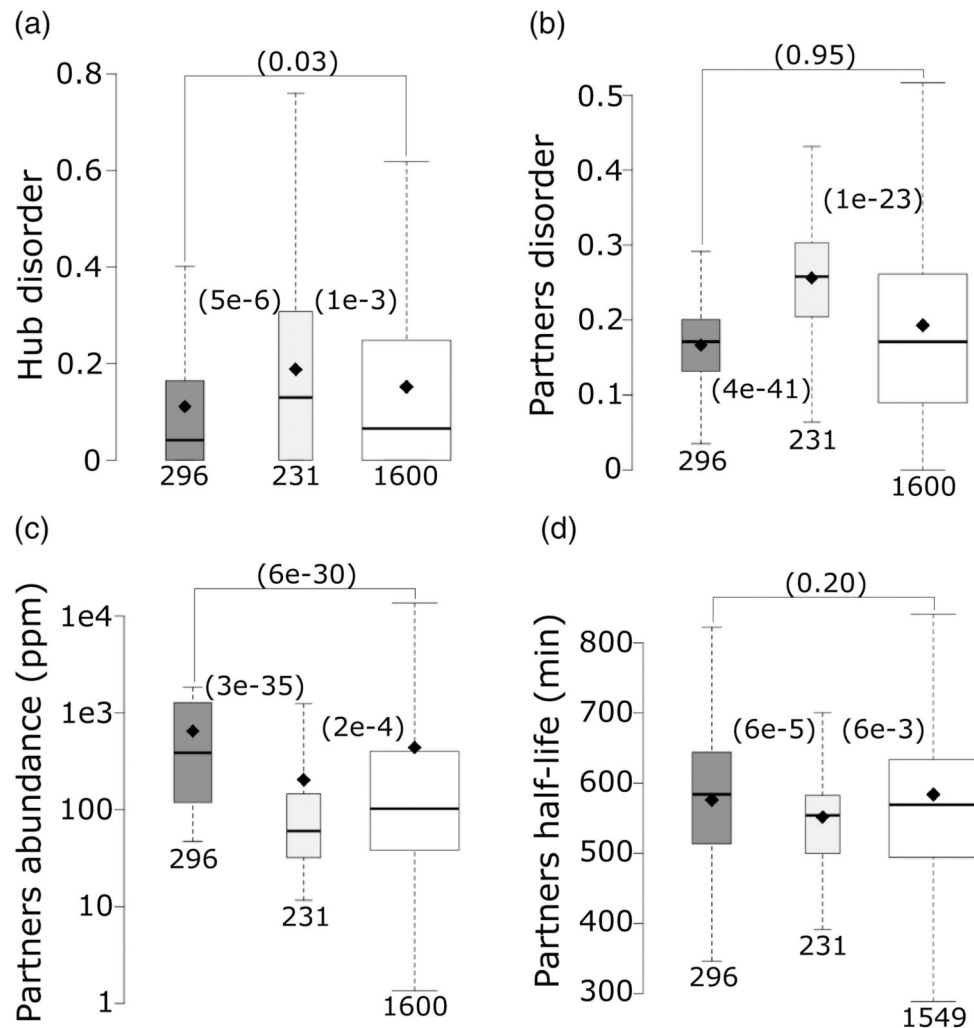 (a)
Hub disorder
0.8
0.6
0.4
0.2
0
(0.03)
(5e-6)
(1e-3)
296
231
1600
(b)
Partners disorder
0.5
0.4
0.3
0.2
0.1
0
(0.95)
(1e-23)
(4e-41)
296
231
1600
(c)
Partners abundance (ppm)
1e4
1e3
100
10
1
(6e-30)
(3e-35)
(2e-4)
296
231
1600
(d)
Partners half-life (min)
800
700
600
500
400
300
(0.20)
(6e-5)
(6e-3)
296
231
1549